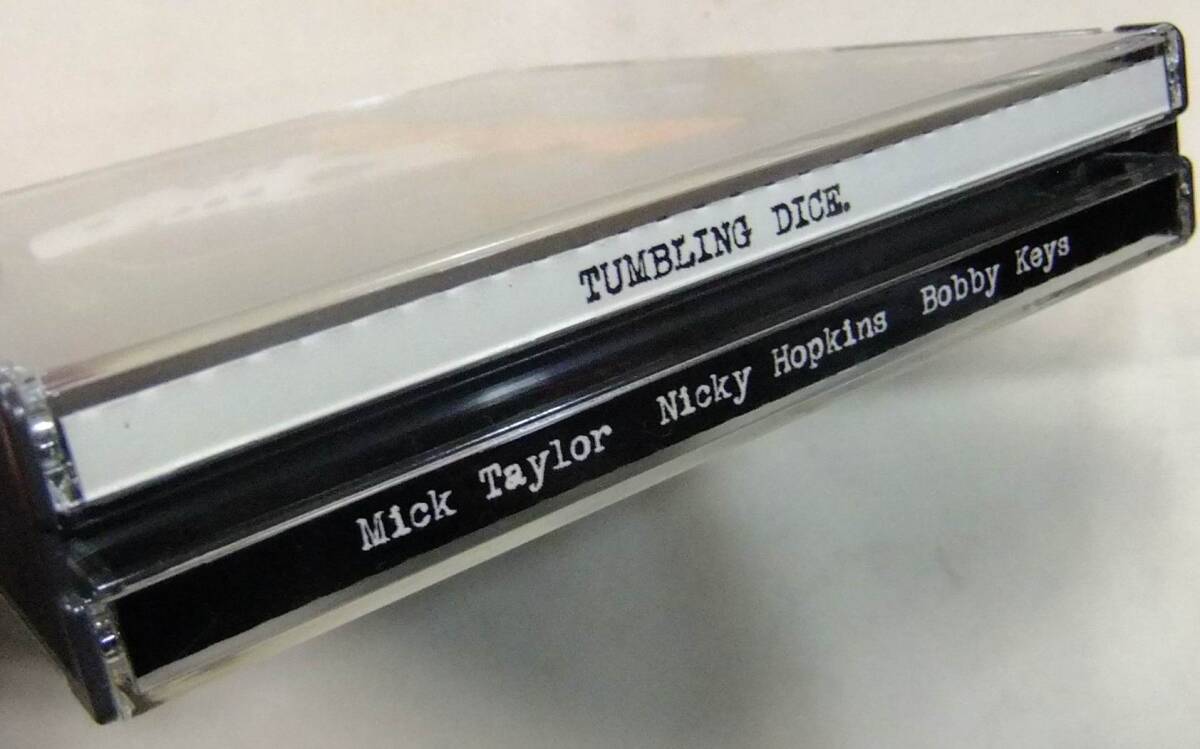 TUMBLING DICE.
Mick Taylor Nicky Hopkins Bobby Keys